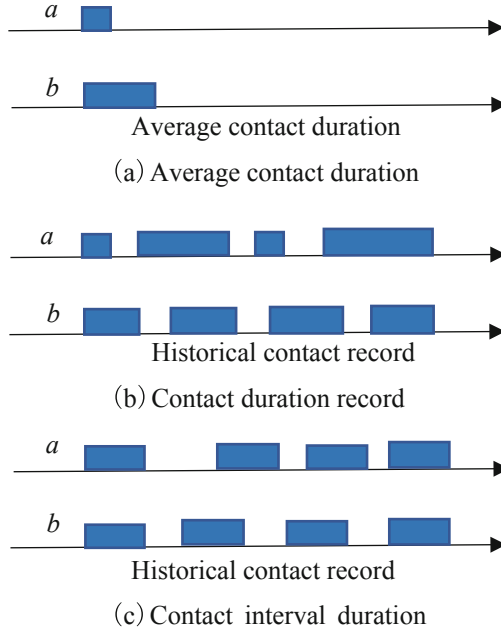 a
b
Average contact duration
(a) Average contact duration
a
b
Historical contact record
(b) Contact duration record
a
b
Historical contact record
(c) Contact interval duration